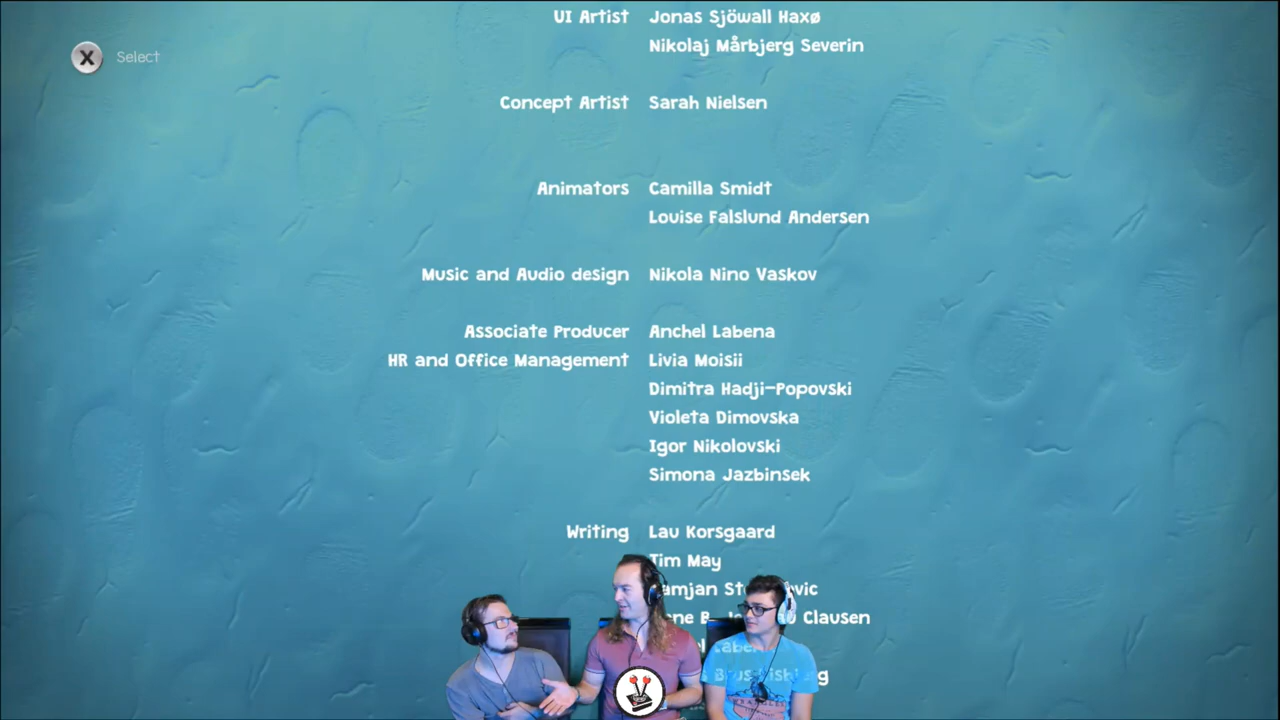 UI Artist Jonas Sjöwall Haxø
Nikolaj Mårbjerg Severin
X Select
Concept Artist Sarah Nielsen
Animators Camilla Smidt
Louise Falslund Andersen
Music and Audio design Nikola Nino Vaskov
Associate Producer Anchel Labena
HR and Office Management Livia Moisii
Dimitra Hadji-Popovski
Violeta Dimovska
Igor Nikolovski
Simona Jazbinsek
Writing Lau Korsgaard
Tim May
Clausen